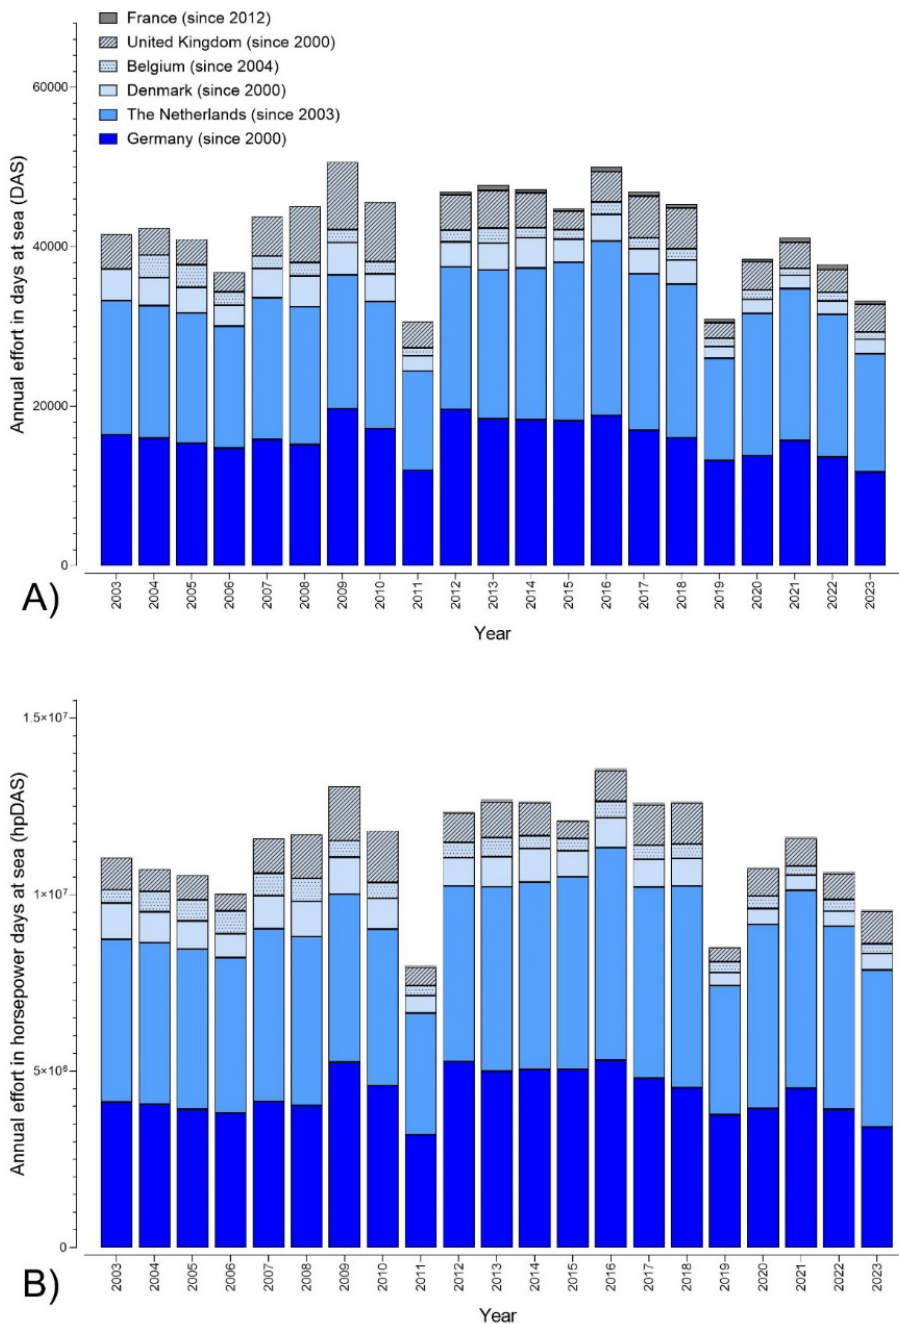 France (since 2012)
United Kingdom (since 2000)
Belgium (since 2004)
Denmark (since 2000)
The Netherlands (since 2003)
Germany (since 2000)
Annual effort in days at sea (DAS)
60000
40000
20000
0
2003 2004 2005 2006 2007 2008 2009 2010 2011 2012 2013 2014 2015 2016 2017 2018 2019 2020 2021 2022 2023
A)
Year
Annual effort in horsepower days at sea (hpDAS)
1.5×10⁷
1×10⁷
5×10⁶
0
2003 2004 2005 2006 2007 2008 2009 2010 2011 2012 2013 2014 2015 2016 2017 2018 2019 2020 2021 2022 2023
B)
Year